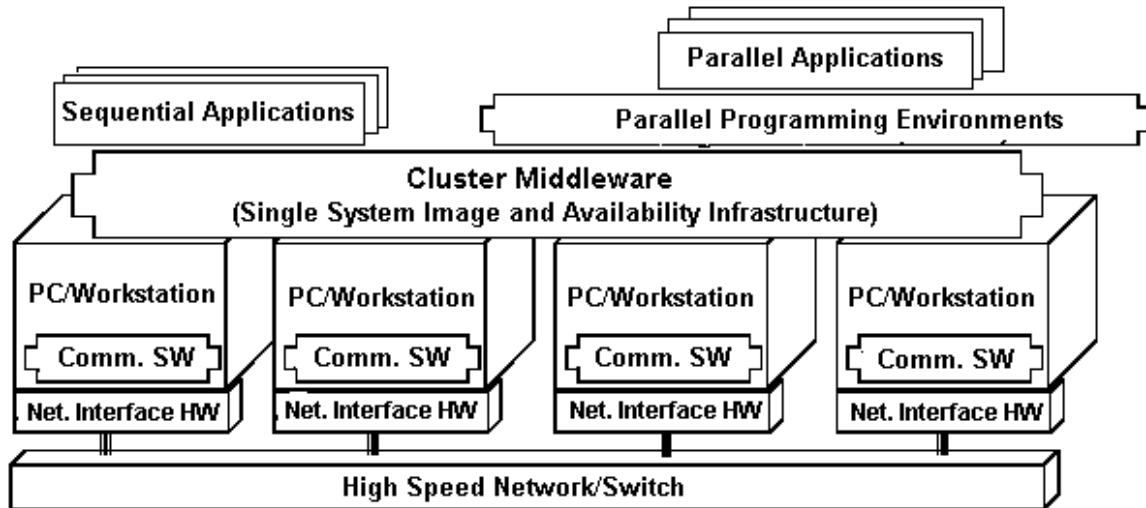 Parallel Applications
Sequential Applications
Parallel Programming Environments
Cluster Middleware
(Single System Image and Availability Infrastructure)
PC/Workstation
PC/Workstation
PC/Workstation
PC/Workstation
Comm. SW
Comm. SW
Comm. SW
Comm. SW
Net. Interface HW
Net. Interface HW
Net. Interface HW
Net. Interface HW
High Speed Network/Switch